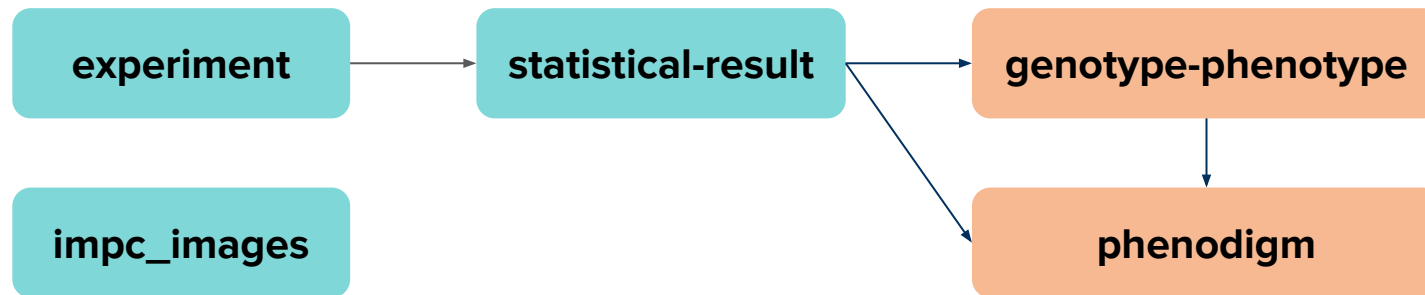 experiment
statistical-result
genotype-phenotype
impc_images
phenodigm